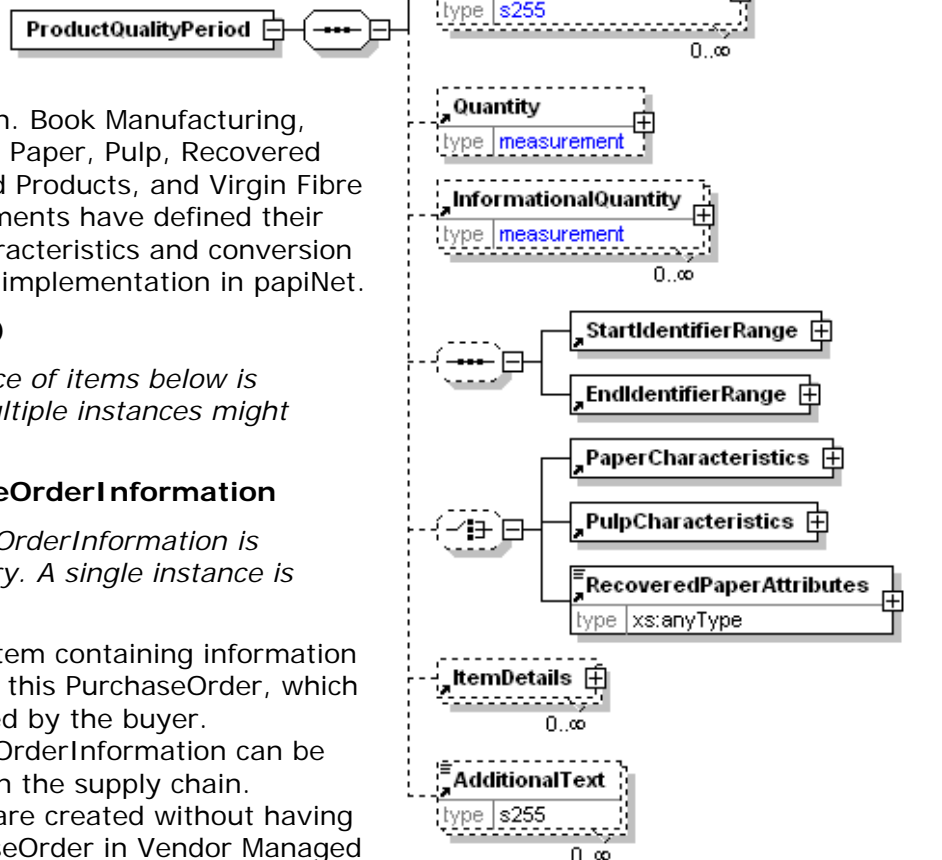 type s255
0..∞
ProductQualityPeriod
n. Book Manufacturing,
Paper, Pulp, Recovered
d Products, and Virgin Fibre
ments have defined their
racteristics and conversion
implementation in papiNet.
)
ce of items below is
ultiple instances might
eOrderInformation
OrderInformation is
ry. A single instance is
tem containing information
this PurchaseOrder, which
ed by the buyer.
OrderInformation can be
n the supply chain.
are created without having
seOrder in Vendor Managed
Quantity
type measurement
InformationalQuantity
type measurement
0..∞
StartIdentifierRange
EndIdentifierRange
PaperCharacteristics
PulpCharacteristics
RecoveredPaperAttributes
type xs:anyType
ItemDetails
0..∞
AdditionalText
type s255
0..∞